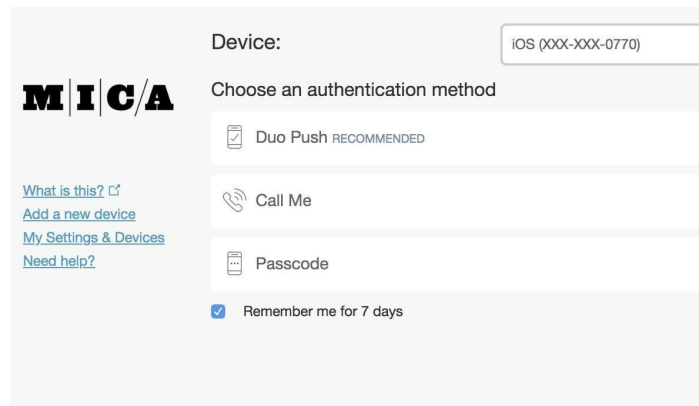 Device:
iOS (XXX-XXX-0770)
M|I|C/A
Choose an authentication method
Duo Push RECOMMENDED
What is this?
Add a new device
My Settings & Devices
Need help?
Call Me
Passcode
Remember me for 7 days